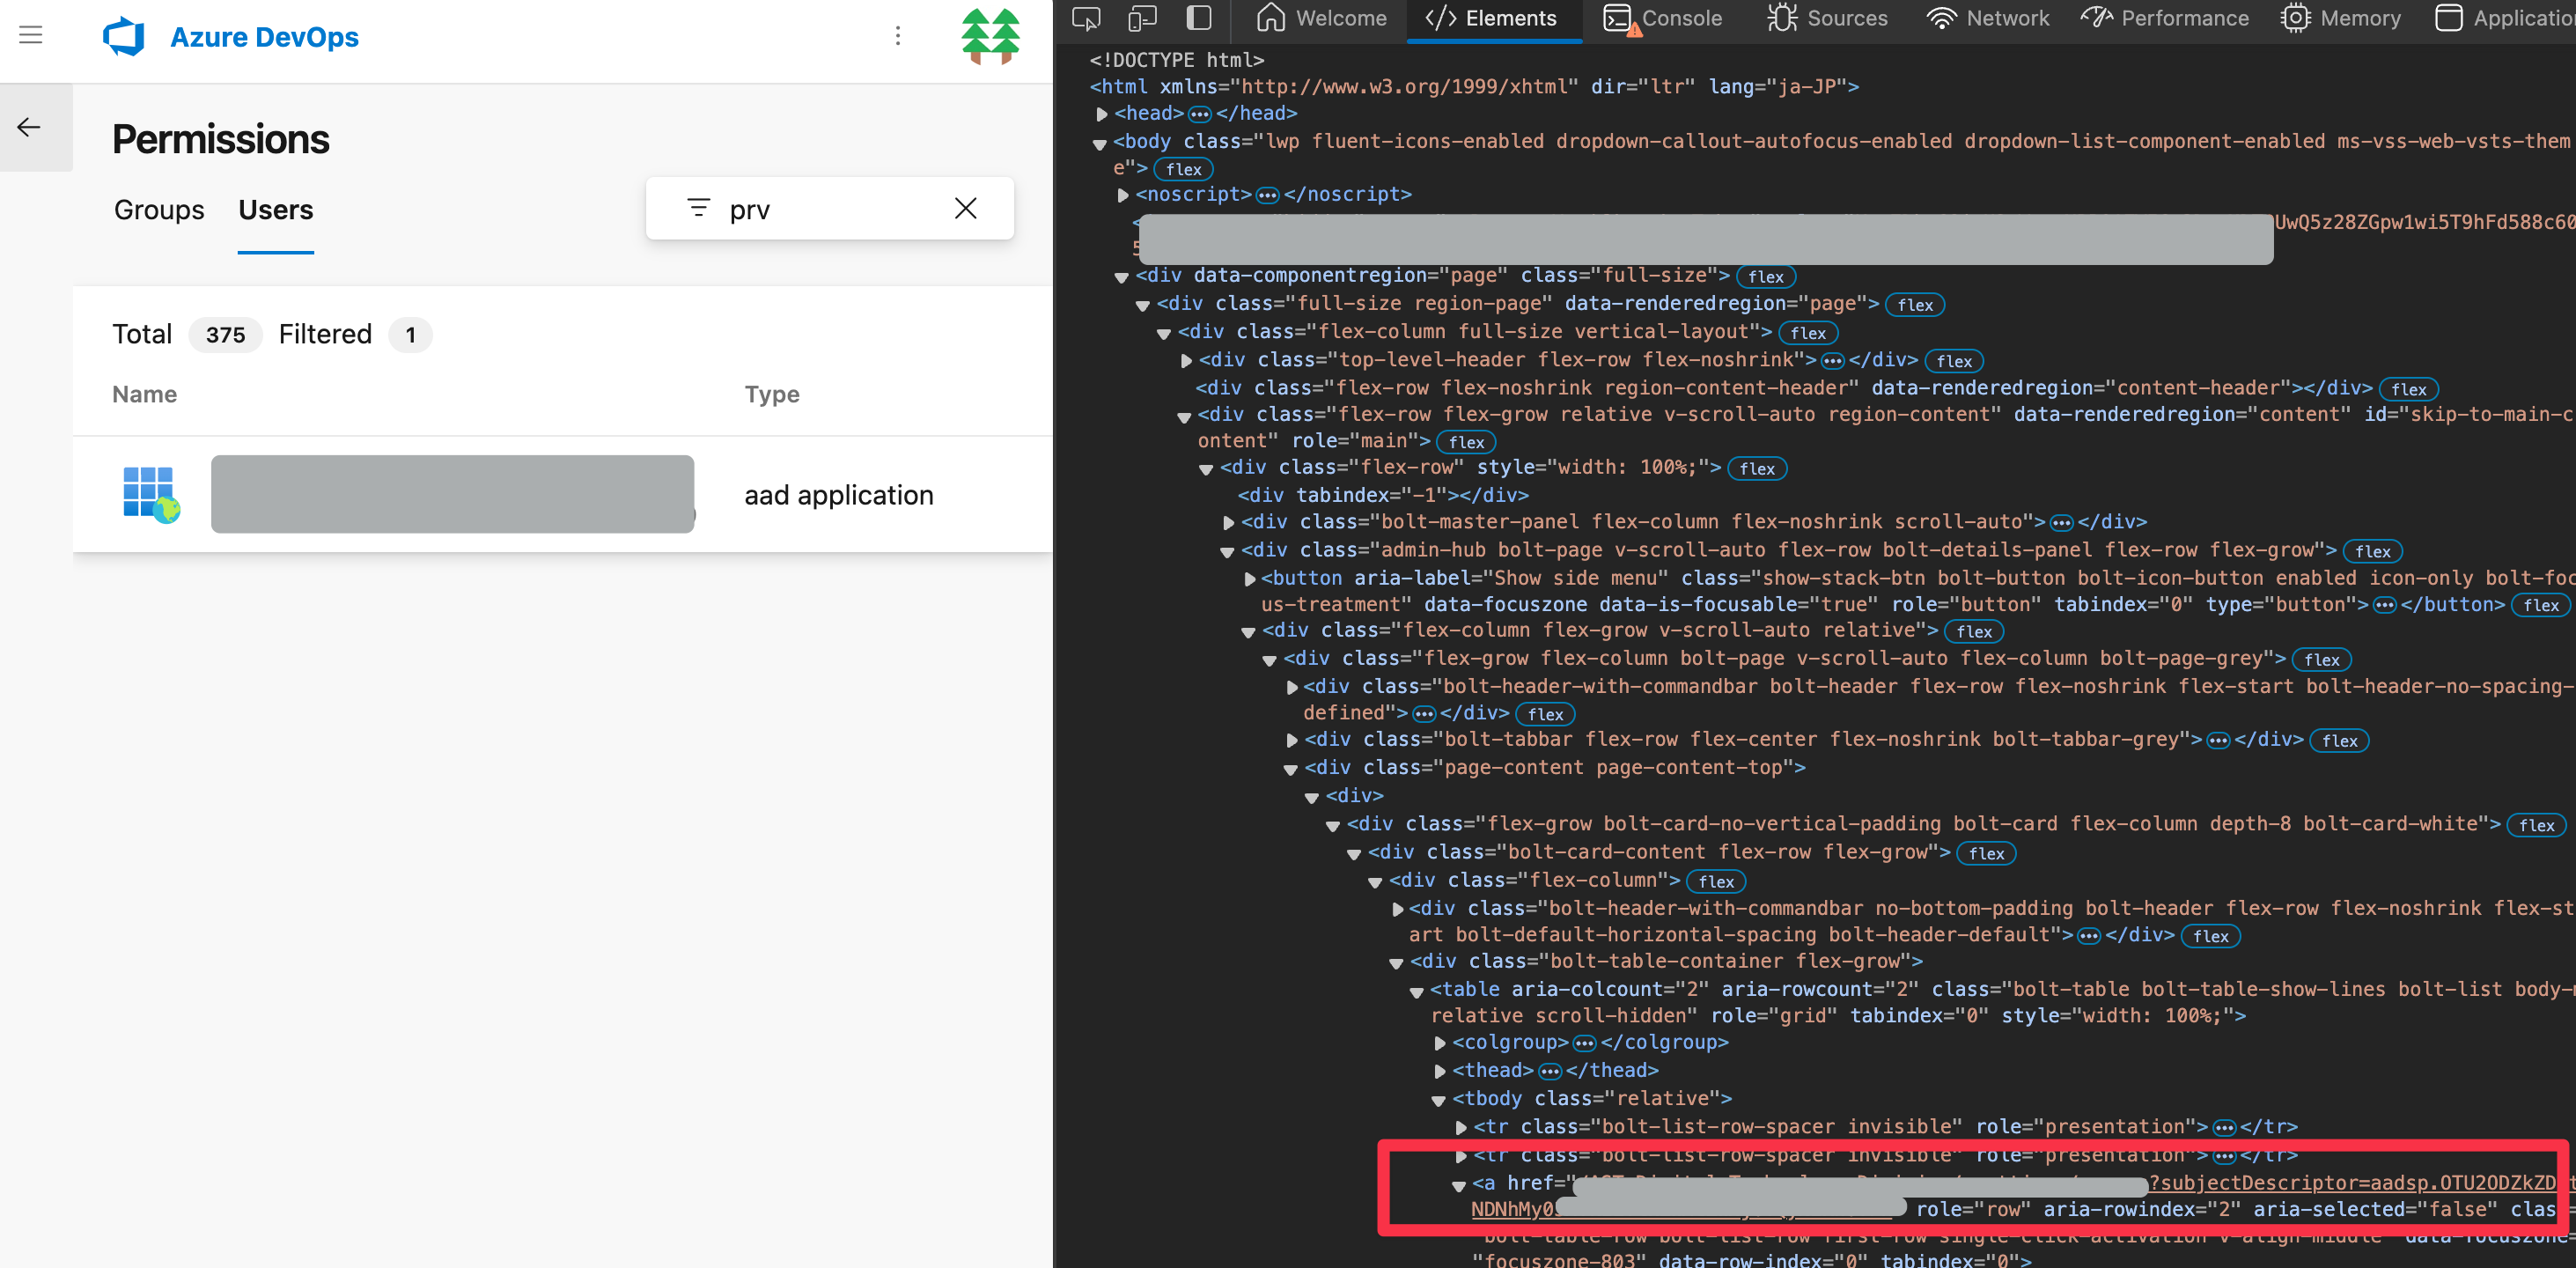 Azure DevOps
Permissions
Groups Users
prv
Total 375 Filtered 1
Name Type
aad application
Welcome Elements Console Sources Network Performance Memory Applicatio
<!DOCTYPE html>
<html xmlns="http://www.w3.org/1999/xhtml" dir="ltr" lang="ja-JP">
<head>…</head>
<body class="lwp fluent-icons-enabled dropdown-callout-autofocus-enabled dropdown-list-component-enabled ms-vss-web-vsts-them
e"> flex
<noscript>…</noscript>
UwQ5z28ZGpw1wi5T9hFd588c60
<div data-componentregion="page" class="full-size"> flex
<div class="full-size region-page" data-renderedregion="page"> flex
<div class="flex-column full-size vertical-layout"> flex
<div class="top-level-header flex-row flex-noshrink">…</div> flex
<div class="flex-row flex-noshrink region-content-header" data-renderedregion="content-header"></div> flex
<div class="flex-row flex-grow relative v-scroll-auto region-content" data-renderedregion="content" id="skip-to-main-c
ontent" role="main"> flex
<div class="flex-row" style="width: 100%;"> flex
<div tabindex="-1"></div>
<div class="bolt-master-panel flex-column flex-noshrink scroll-auto">…</div>
<div class="admin-hub bolt-page v-scroll-auto flex-row bolt-details-panel flex-row flex-grow"> flex
<button aria-label="Show side menu" class="show-stack-btn bolt-button bolt-icon-button enabled icon-only bolt-foc
us-treatment" data-focuszone data-is-focusable="true" role="button" tabindex="0" type="button">…</button> flex
<div class="flex-column flex-grow v-scroll-auto relative"> flex
<div class="flex-grow flex-column bolt-page v-scroll-auto flex-column bolt-page-grey"> flex
<div class="bolt-header-with-commandbar bolt-header flex-row flex-noshrink flex-start bolt-header-no-spacing-
defined">…</div> flex
<div class="bolt-tabbar flex-row flex-center flex-noshrink bolt-tabbar-grey">…</div> flex
<div class="page-content page-content-top">
<div>
<div class="flex-grow bolt-card-no-vertical-padding bolt-card flex-column depth-8 bolt-card-white"> flex
<div class="bolt-card-content flex-row flex-grow"> flex
<div class="flex-column"> flex
<div class="bolt-header-with-commandbar no-bottom-padding bolt-header flex-row flex-noshrink flex-st
art bolt-default-horizontal-spacing bolt-header-default">…</div> flex
<div class="bolt-table-container flex-grow">
<table aria-colcount="2" aria-rowcount="2" class="bolt-table bolt-table-show-lines bolt-list body-
relative scroll-hidden" role="grid" tabindex="0" style="width: 100%;">
<colgroup>…</colgroup>
<thead>…</thead>
<tbody class="relative">
<tr class="bolt-list-row-spacer invisible" role="presentation">…</tr>
<tr class="bolt-list-row-spacer invisible" role="presentation">…</tr>
<a href=" ?subjectDescriptor=aadsp.OTU2ODZkZD
NDNhMy0 role="row" aria-rowindex="2" aria-selected="false" clas
bolt-table-row bolt-list-row first-row single-click-activation v-align-middle" data-focuszone=
"focuszone-803" data-row-index="0" tabindex="0">